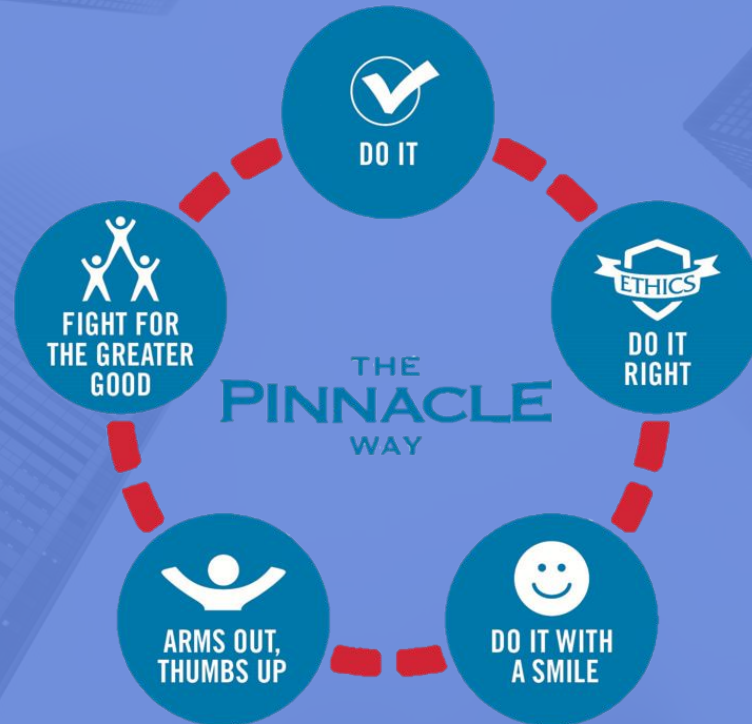 DO IT
ETHICS
DO IT
RIGHT
DO IT WITH
A SMILE
ARMS OUT,
THUMBS UP
FIGHT FOR
THE GREATER
GOOD
THE
PINNACLE
WAY